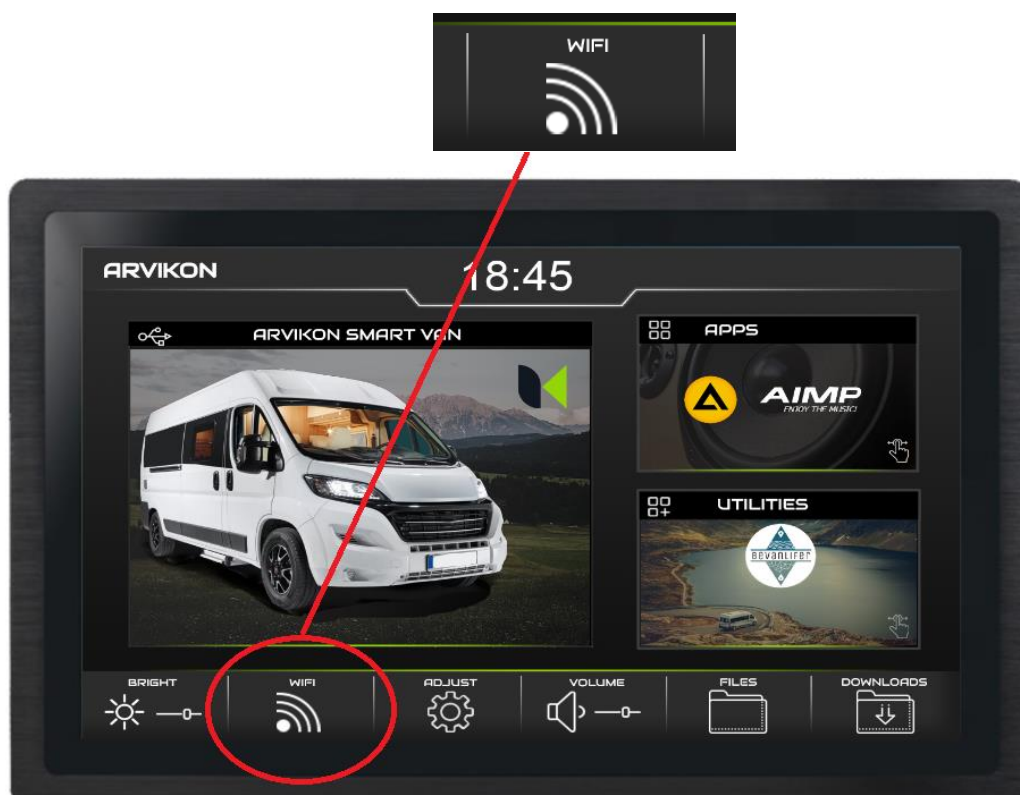 WIFI
ARVIKON
18:45
ARVIKON SMART VAN
APPS
AIMP
ENJOY THE MUSIC!
UTILITIES
BEVANLIFER
BRIGHT
WIFI
ADJUST
VOLUME
FILES
DOWNLOADS